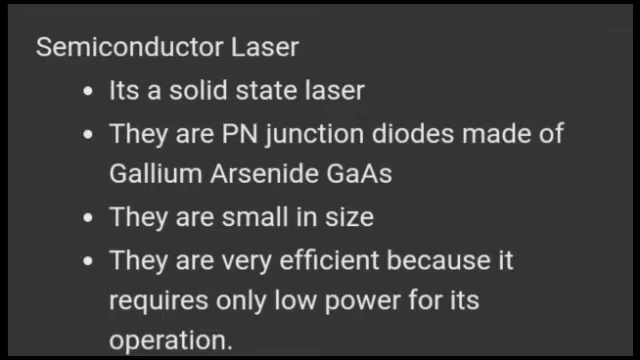 Semiconductor Laser
• Its a solid state laser
• They are PN junction diodes made of
Gallium Arsenide GaAs
• They are small in size
• They are very efficient because it
requires only low power for its
operation.